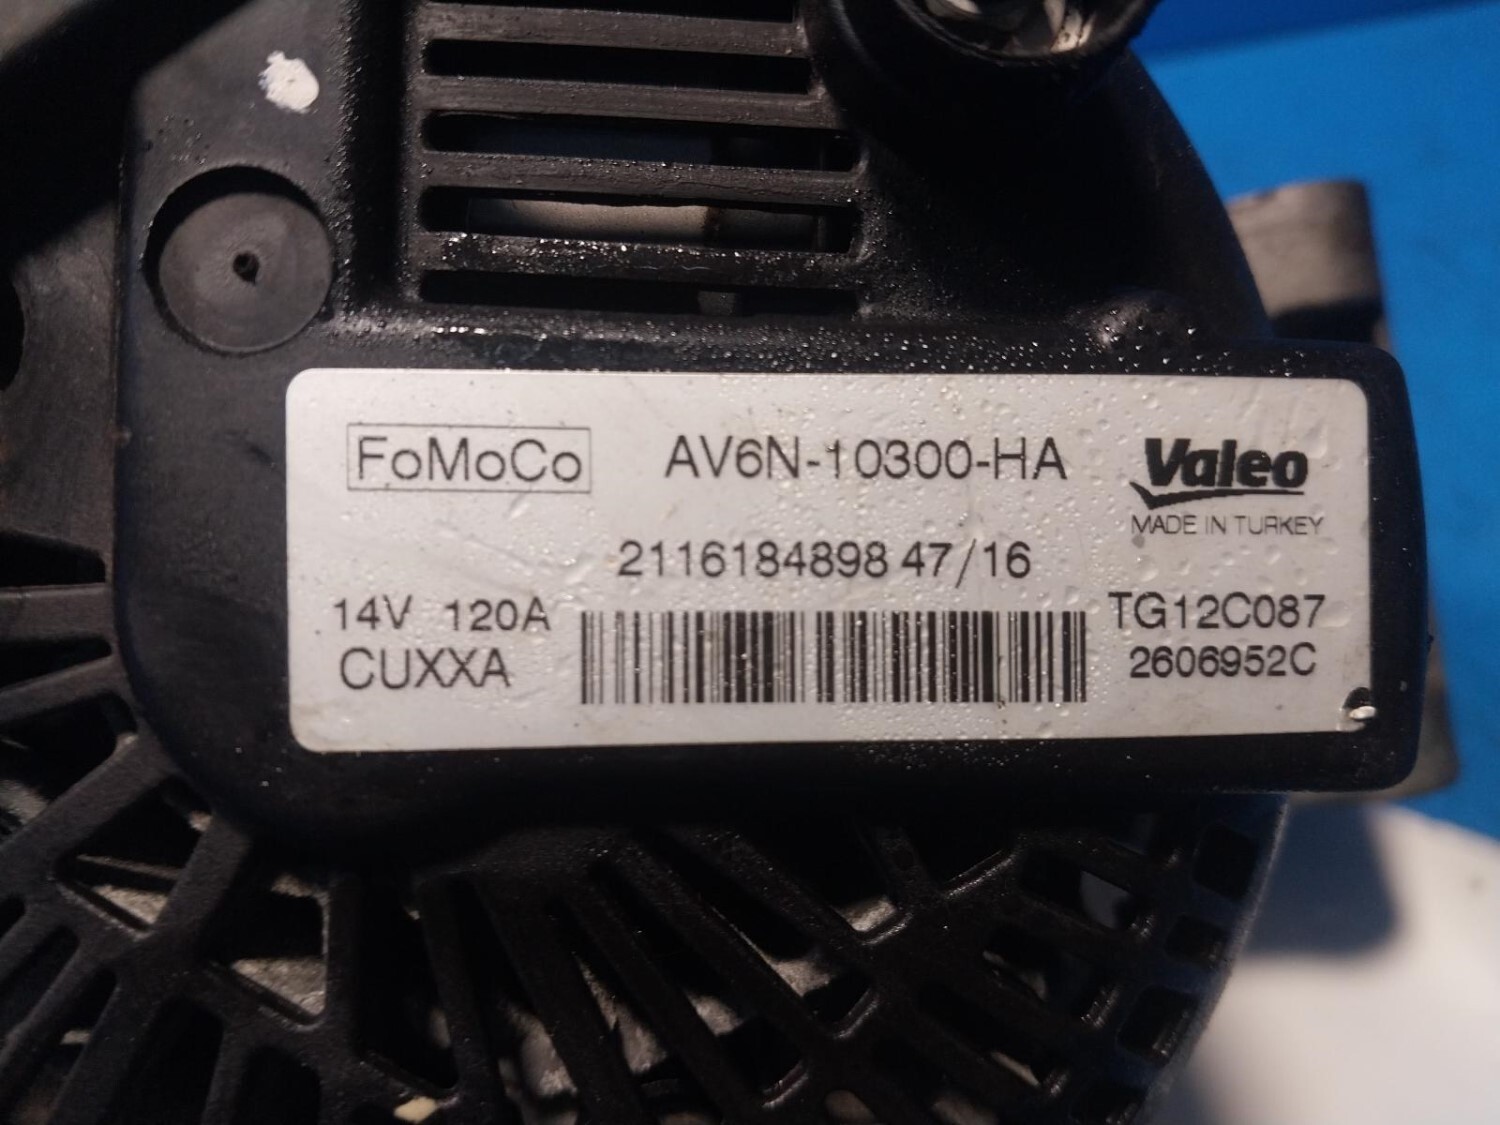 FoMoCo AV6N-10300-HA Valeo
MADE IN TURKEY
2116184898 47/16
14V 120A TG12C087
CUXXA 2606952C